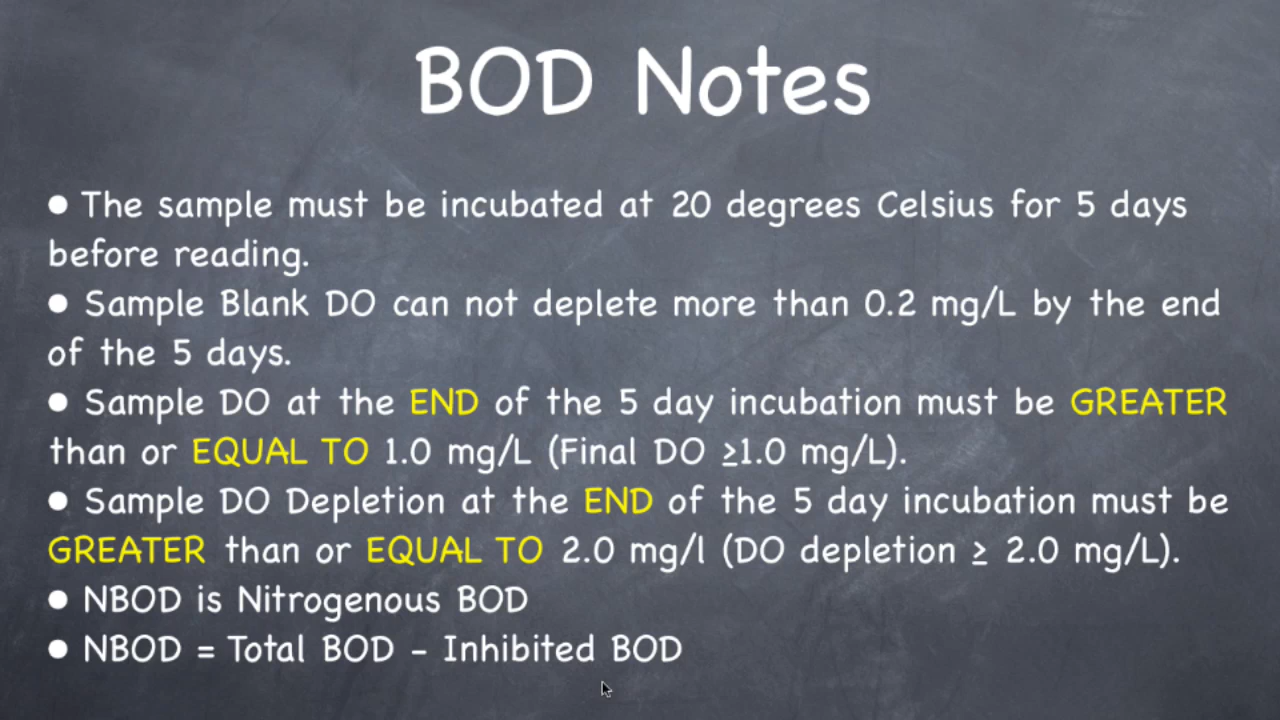 BOD Notes
● The sample must be incubated at 20 degrees Celsius for 5 days
before reading.
● Sample Blank DO can not deplete more than 0.2 mg/L by the end
of the 5 days.
● Sample DO at the END of the 5 day incubation must be GREATER
than or EQUAL TO 1.0 mg/L (Final DO ≥1.0 mg/L).
● Sample DO Depletion at the END of the 5 day incubation must be
GREATER than or EQUAL TO 2.0 mg/l (DO depletion ≥ 2.0 mg/L).
● NBOD is Nitrogenous BOD
● NBOD = Total BOD - Inhibited BOD